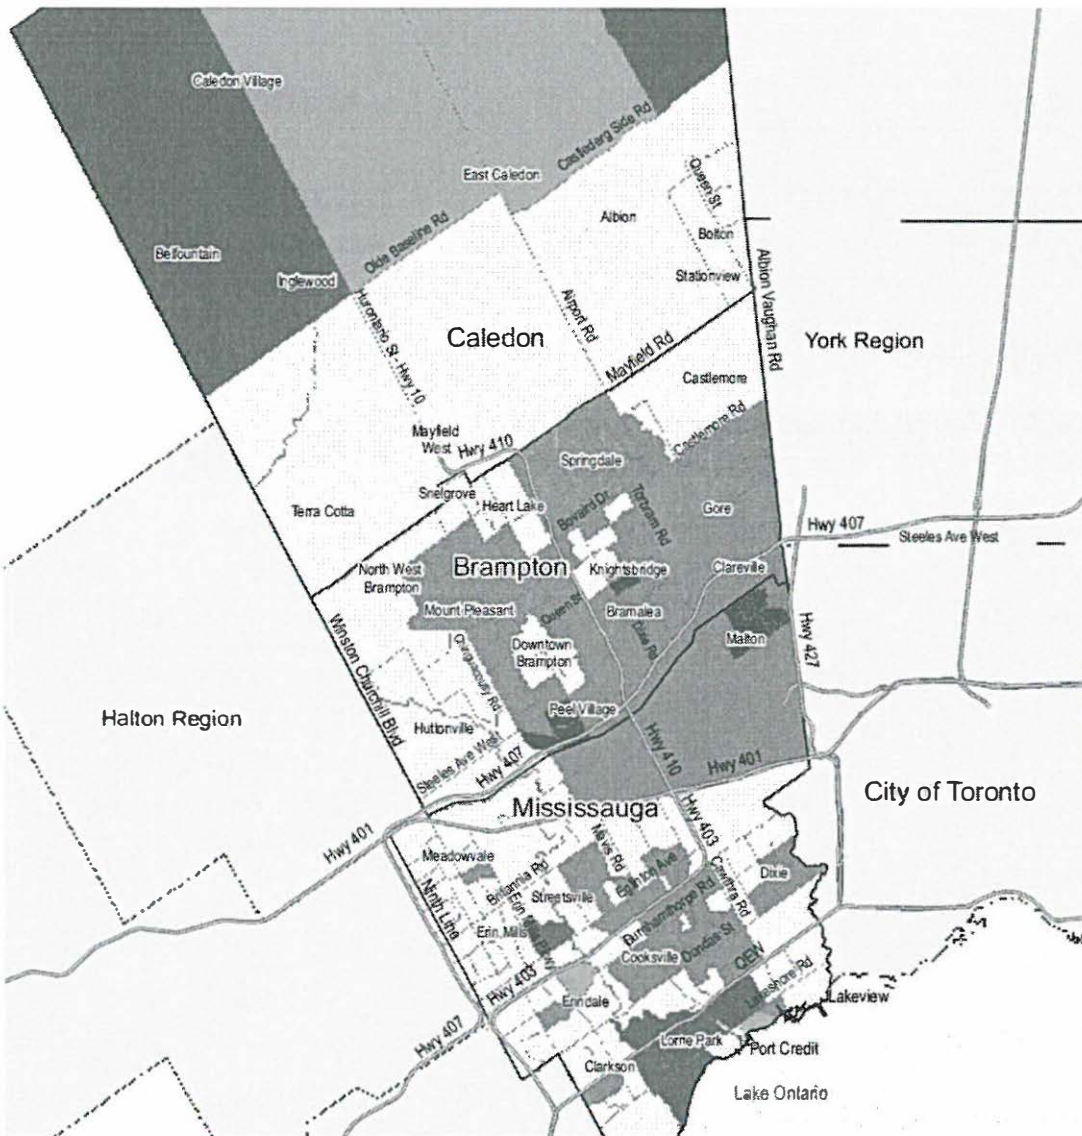 Caledon Village
Castlederg Side Rd
East Caledon
Queen St
Albion
Olde Baseline Rd
Bolton
Belfountain
Inglewood
Stationview
Albion Vaughan Rd
Hurontario St - Hwy 10
Airport Rd
Caledon
York Region
Mayfield Rd
Castlemore
Mayfield
West
Hwy 410
Castlemore Rd
Springdale
Snelgrove
Heart Lake
Terra Cotta
Bovaird Dr
Torbram Rd
Gore
Hwy 407
Steeles Ave West
North West
Brampton
Brampton
Knightsbridge
Clareville
Mount Pleasant
Queen St
Bramalea
Dixie Rd
Malton
Downtown
Brampton
Chinguacousy Rd
Winston Churchill Blvd
Hwy 427
Halton Region
Peel Village
Huttonville
Steeles Ave West
Hwy 407
Hwy 410
Hwy 401
Mississauga
City of Toronto
Hwy 401
Meadowvale
Mavis Rd
Hwy 403
Britannia Rd
Eglinton Ave
Cawthra Rd
Dixie
Ninth Line
Streetsville
Erin Mills Pkwy
Burnhamthorpe Rd
Erin Mills
Dundas St
Cooksville
QEW
Hwy 403
Lakeshore Rd
Erindale
Lakeview
Hwy 407
Lorne Park
Port Credit
Clarkson
Lake Ontario